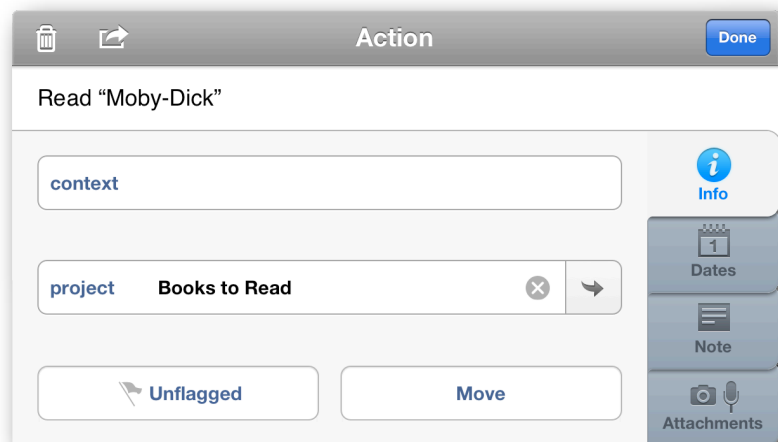 Action
Done
Read “Moby-Dick”
context
Info
1
Dates
project Books to Read
Note
Unflagged
Move
Attachments